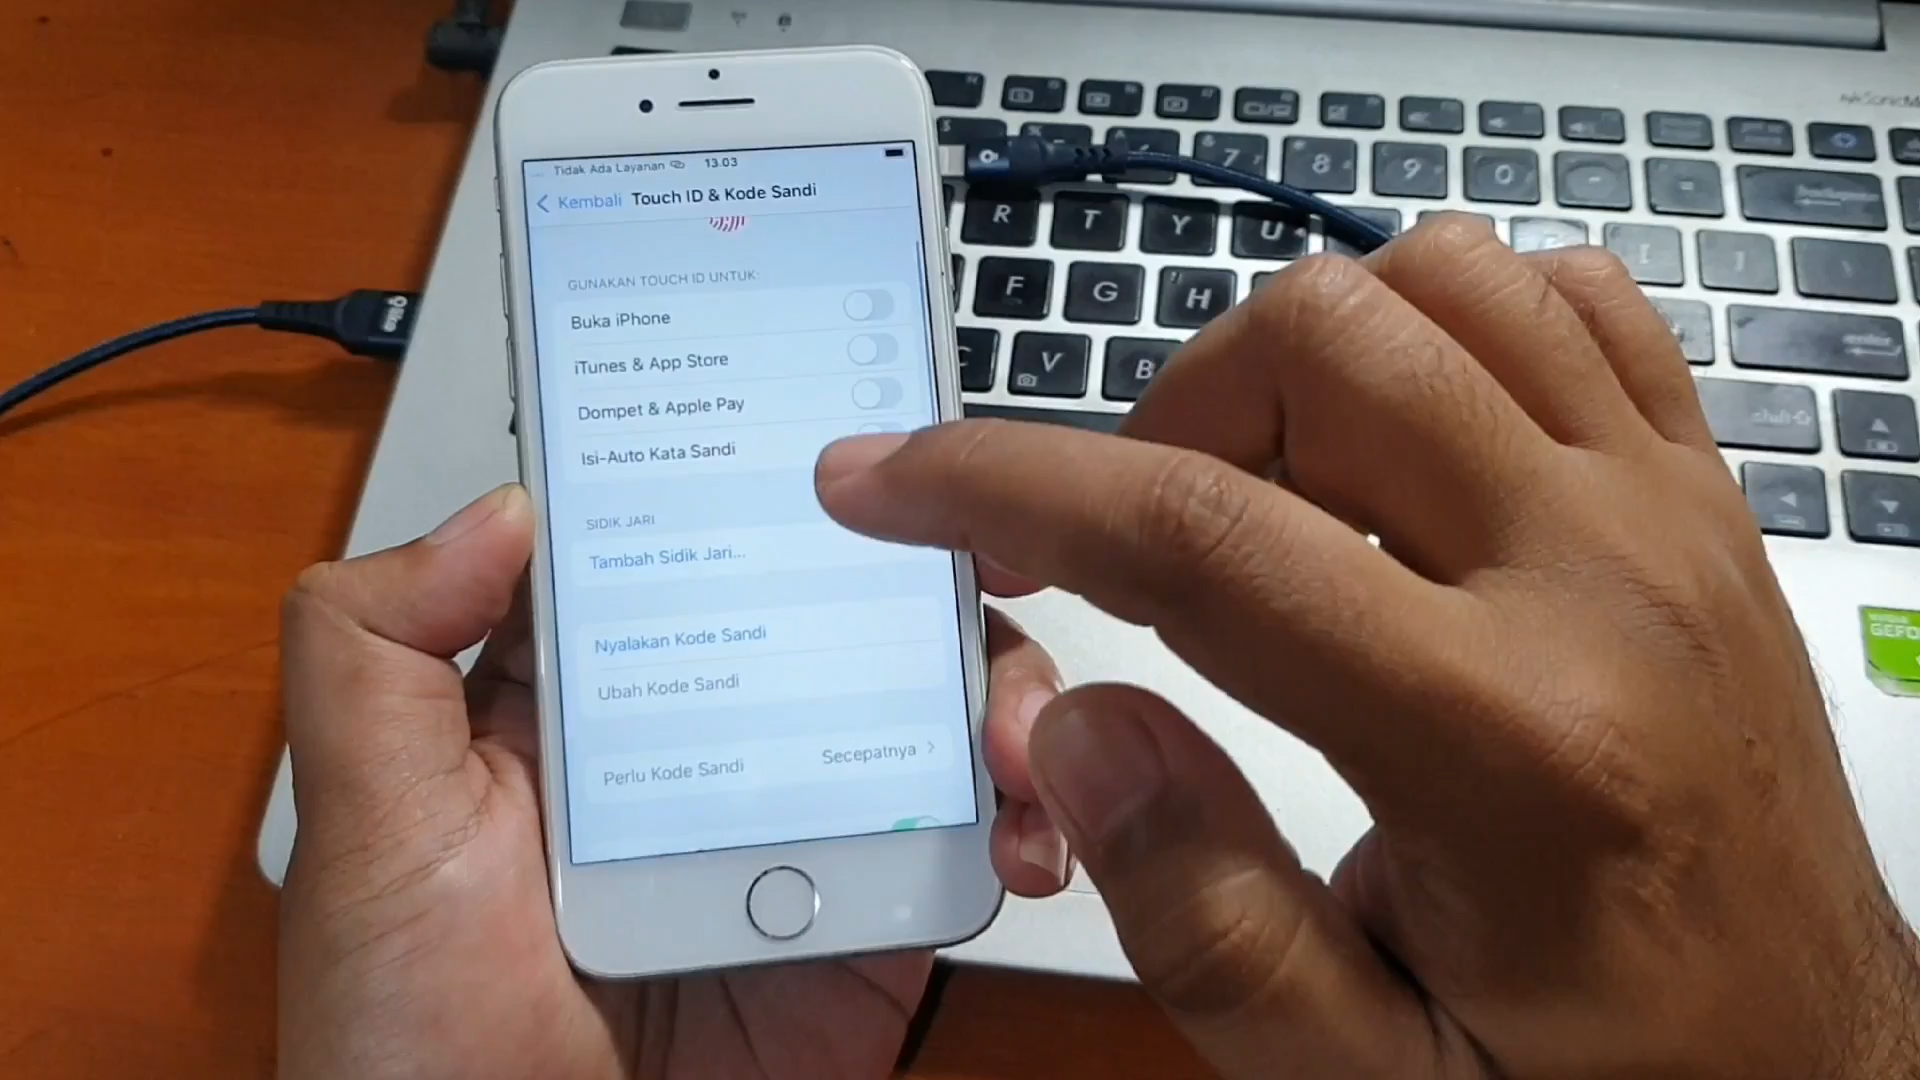 Tidak Ada Layanan 13.03
Kembali Touch ID & Kode Sandi
GUNAKAN TOUCH ID UNTUK:
Buka iPhone
iTunes & App Store
Dompet & Apple Pay
Isi-Auto Kata Sandi
SIDIK JARI
Tambah Sidik Jari...
Nyalakan Kode Sandi
Ubah Kode Sandi
Perlu Kode Sandi Secepatnya
7 8 9 0
R T Y U
F G H
V B
enter
shift